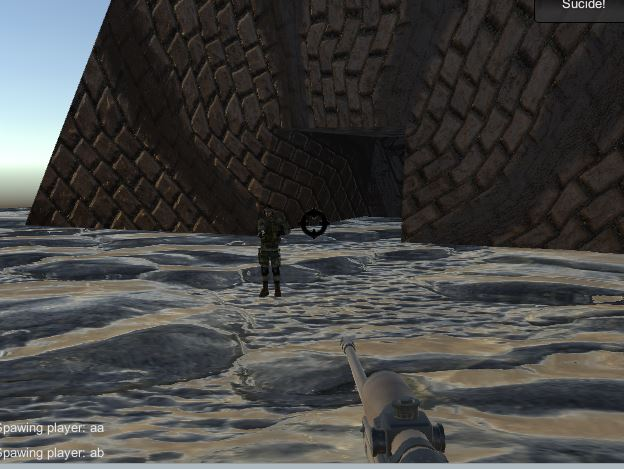 Sucide!
Spawing player: aa
Spawing player: ab